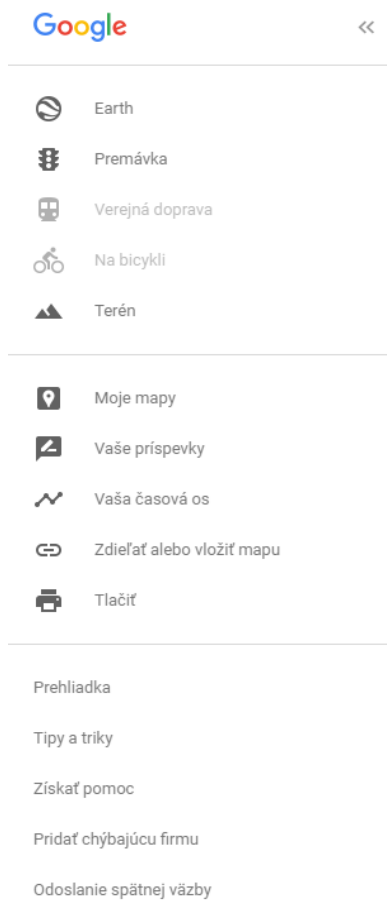 Google
Earth
Premávka
Verejná doprava
Na bicykli
Terén
Moje mapy
Vaše príspevky
Vaša časová os
Zdieľať alebo vložiť mapu
Tlačiť
Prehliadka
Tipy a triky
Získať pomoc
Pridať chýbajúcu firmu
Odoslanie spätnej väzby